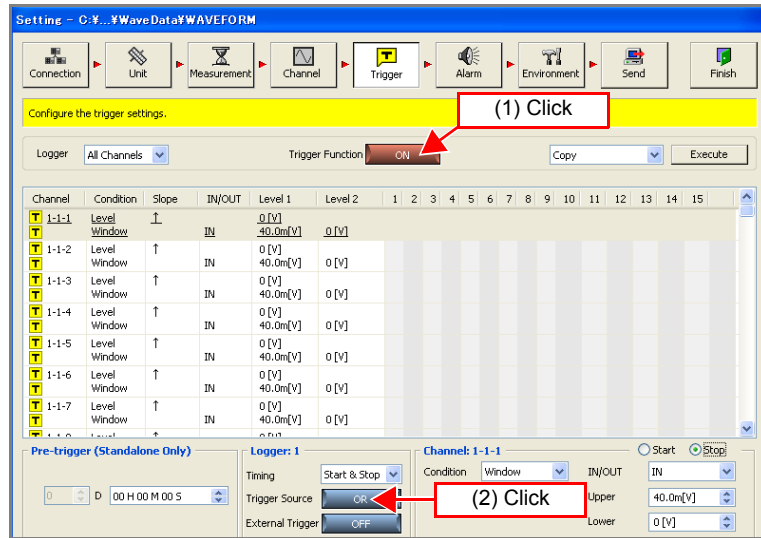 Setting - C:¥...¥WaveData¥WAVEFORM
Connection Unit Measurement Channel Trigger Alarm Environment Send Finish
Configure the trigger settings.
(1) Click
Logger All Channels Trigger Function ON Copy Execute
Channel Condition Slope IN/OUT Level 1 Level 2 1 2 3 4 5 6 7 8 9 10 11 12 13 14 15
T 1-1-1 Level ↑ 0 [V]
T Window IN 40.0m[V] 0 [V]
T 1-1-2 Level ↑ 0 [V]
T Window IN 40.0m[V] 0 [V]
T 1-1-3 Level ↑ 0 [V]
T Window IN 40.0m[V] 0 [V]
T 1-1-4 Level ↑ 0 [V]
T Window IN 40.0m[V] 0 [V]
T 1-1-5 Level ↑ 0 [V]
T Window IN 40.0m[V] 0 [V]
T 1-1-6 Level ↑ 0 [V]
T Window IN 40.0m[V] 0 [V]
T 1-1-7 Level ↑ 0 [V]
T Window IN 40.0m[V] 0 [V]
Pre-trigger (Standalone Only)
0 D 00 H 00 M 00 S
Logger: 1
Timing Start & Stop
Trigger Source OR
External Trigger OFF
Channel: 1-1-1 Start Stop
Condition Window IN/OUT IN
(2) Click
Upper 40.0m[V]
Lower 0 [V]